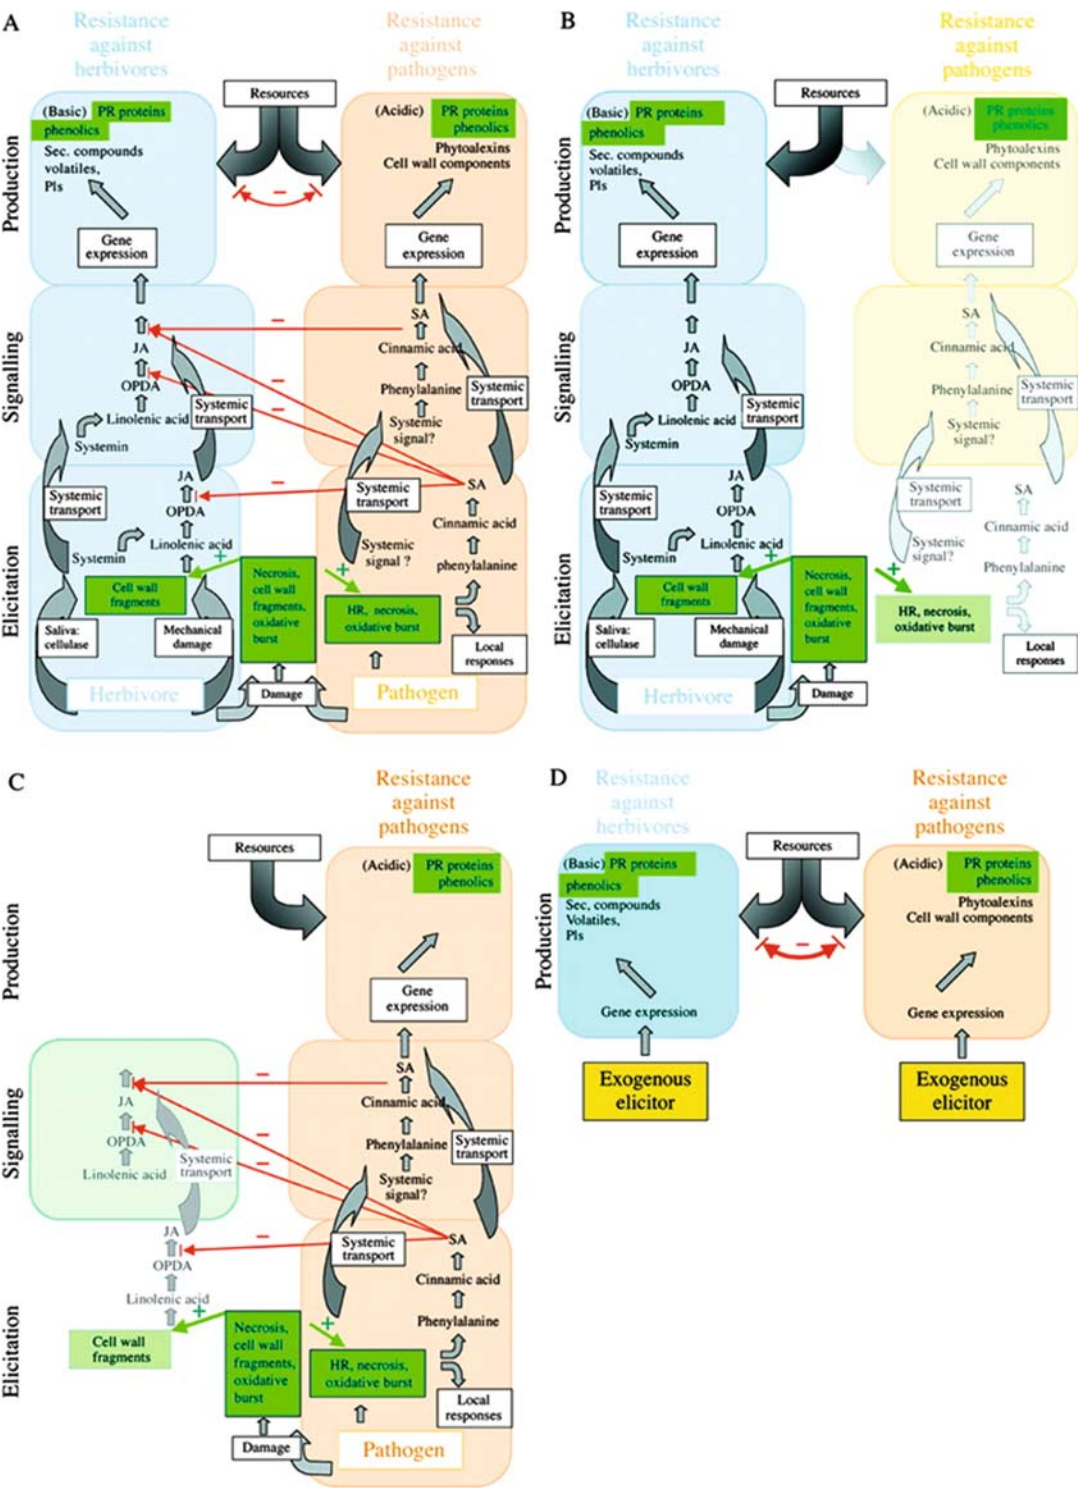 A
Resistance
against
herbivores
Resistance
against
pathogens
Resources
(Basic) PR proteins
phenolics
Sec. compounds
volatiles,
PIs
(Acidic) PR proteins
phenolics
Phytoalexins
Cell wall components
Production
Gene
expression
Gene
expression
–
Signalling
SA
–
Cinnamic acid
JA
–
OPDA
Phenylalanine
Systemic
transport
Systemic
transport
–
Linolenic acid
Systemic
signal?
Systemin
Elicitation
JA
–
SA
Systemic
transport
Systemic
transport
OPDA
Cinnamic acid
Linolenic acid
Systemic
signal ?
Systemin
+
Necrosis,
cell wall
fragments,
oxidative
burst
+
phenylalanine
Cell wall
fragments
HR, necrosis,
oxidative burst
Saliva:
cellulase
Mechanical
damage
Local
responses
Herbivore
Damage
Pathogen
B
Resistance
against
herbivores
Resistance
against
pathogens
Resources
(Basic) PR proteins
phenolics
Sec. compounds
volatiles,
PIs
(Acidic) PR proteins
phenolics
Phytoalexins
Cell wall components
Production
Gene
expression
Gene
expression
Signalling
SA
JA
Cinnamic acid
OPDA
Phenylalanine
Systemic
transport
Systemic
transport
Linolenic acid
Systemic
signal?
Systemin
Elicitation
JA
SA
Systemic
transport
Systemic
transport
OPDA
Cinnamic acid
Linolenic acid
Systemic
signal?
Systemin
+
Necrosis,
cell wall
fragments,
oxidative
burst
+
Phenylalanine
Cell wall
fragments
HR, necrosis,
oxidative burst
Saliva:
cellulase
Mechanical
damage
Local
responses
Herbivore
Damage
C
Resistance
against
pathogens
Resources
(Acidic) PR proteins
phenolics
Production
Gene
expression
Signalling
–
SA
JA
Cinnamic acid
–
OPDA
Phenylalanine
Systemic
transport
–
Linolenic acid
Systemic
transport
Systemic
signal?
Elicitation
JA
–
SA
Systemic
transport
OPDA
Cinnamic acid
Linolenic acid
+
Necrosis,
cell wall
fragments,
oxidative
burst
+
Phenylalanine
Cell wall
fragments
HR, necrosis,
oxidative burst
Local
responses
Damage
Pathogen
D
Resistance
against
herbivores
Resistance
against
pathogens
Resources
(Basic) PR proteins
phenolics
Sec, compounds
Volatiles,
PIs
(Acidic) PR proteins
phenolics
Phytoalexins
Cell wall components
Production
–
Gene expression
Gene expression
Exogenous
elicitor
Exogenous
elicitor